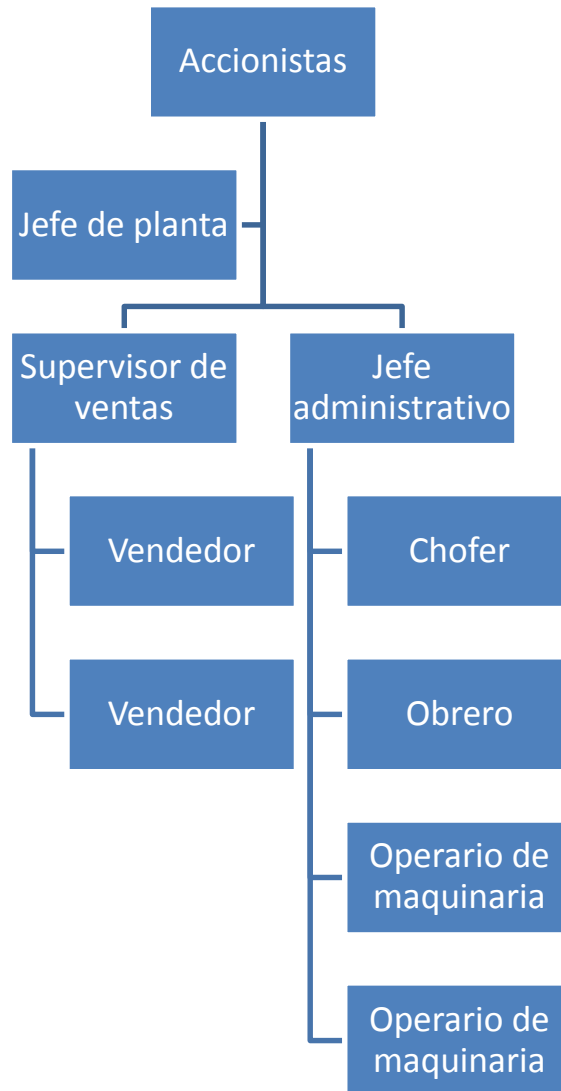 Accionistas
Jefe de planta
Supervisor de
ventas
Jefe
administrativo
Vendedor
Vendedor
Chofer
Obrero
Operario de
maquinaria
Operario de
maquinaria